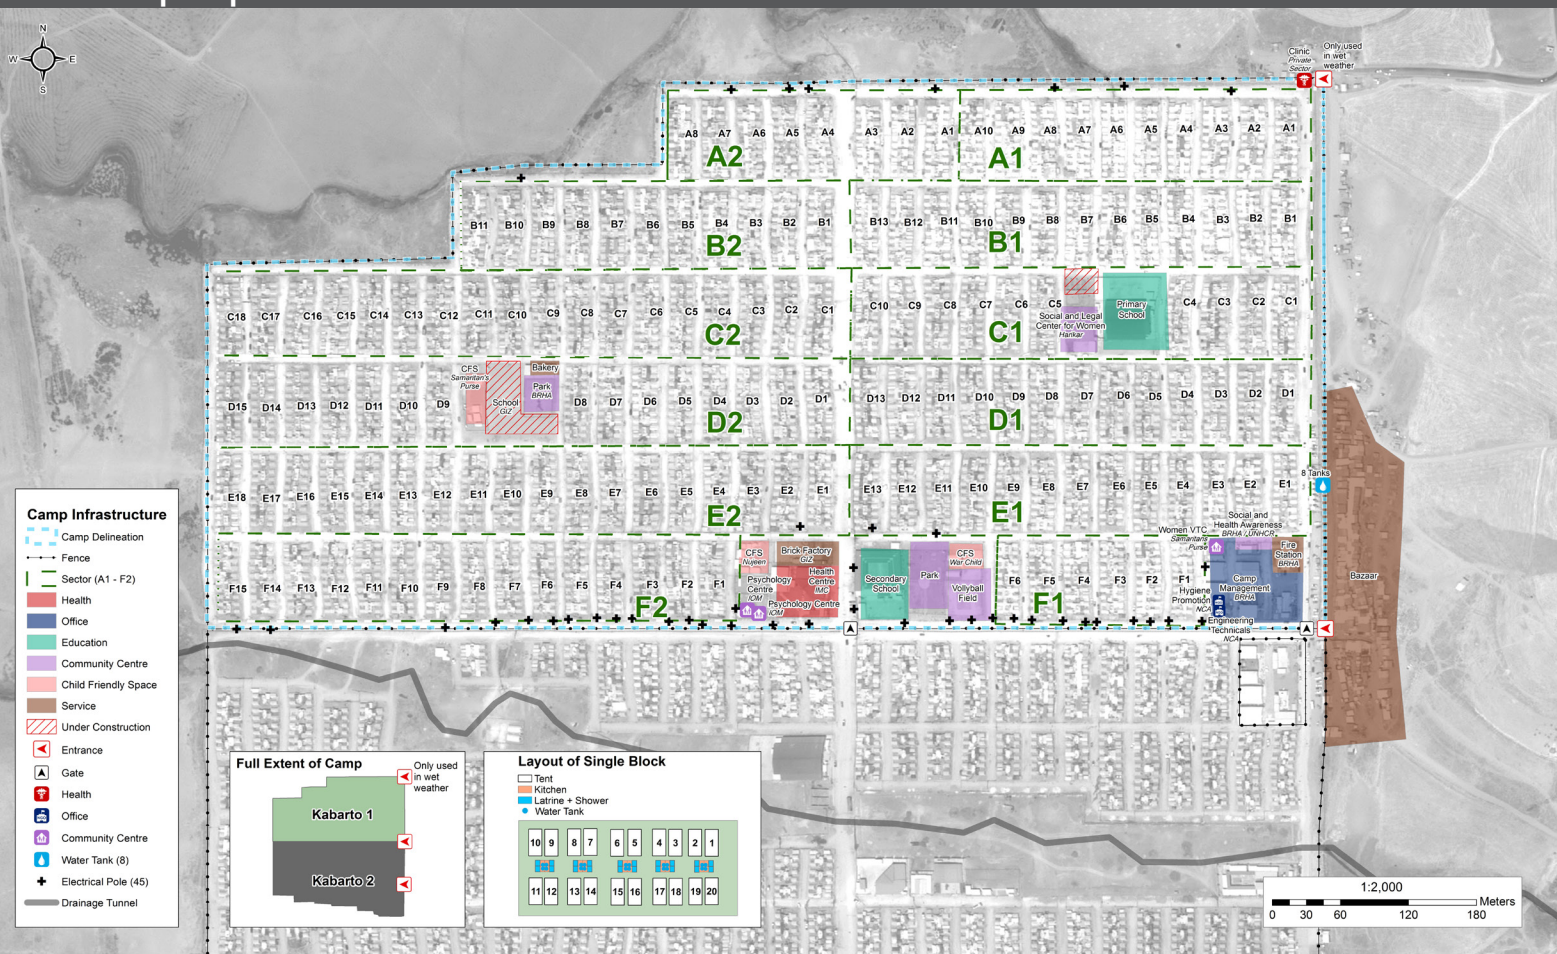 N
W E
S
Clinic
Private
Sector
Only used
in wet
weather
A8 A7 A6 A5 A4 A3 A2 A1 A10 A9 A8 A7 A6 A5 A4 A3 A2 A1
A2 A1
B11 B10 B9 B8 B7 B6 B5 B4 B3 B2 B1 B13 B12 B11 B10 B9 B8 B7 B6 B5 B4 B3 B2 B1
B2 B1
C18 C17 C16 C15 C14 C13 C12 C11 C10 C9 C8 C7 C6 C5 C4 C3 C2 C1 C10 C9 C8 C7 C6 C5 C4 C3 C2 C1
Primary
School
Social and Legal
Center for Women
Harikar
C2 C1
CFS
Samaritan's
Purse
Bakery
Park
BRHA
School
GIZ
D15 D14 D13 D12 D11 D10 D9 D8 D7 D6 D5 D4 D3 D2 D1 D13 D12 D11 D10 D9 D8 D7 D6 D5 D4 D3 D2 D1
D2 D1
8 Tanks
E18 E17 E16 E15 E14 E13 E12 E11 E10 E9 E8 E7 E6 E5 E4 E3 E2 E1 E13 E12 E11 E10 E9 E8 E7 E6 E5 E4 E3 E2 E1
E2 E1
Social and
Health Awareness
BRHA / UNHCR
Women VTC
Samaritans
Purse
Fire
Station
BRHA
CFS
Nujeen
Brick Factory
GIZ
Health
Centre
IMC
Psychology
Centre
IOM
Psychology Centre
IOM
Secondary
School
Park
CFS
War Child
Vollyball
Field
Camp
Management
BRHA
Hygiene
Promotion
NCA
Engineering
Technicals
NCA
Bazaar
F15 F14 F13 F12 F11 F10 F9 F8 F7 F6 F5 F4 F3 F2 F1 F6 F5 F4 F3 F2 F1
F2 F1
Camp Infrastructure
Camp Delineation
Fence
Sector (A1 - F2)
Health
Office
Education
Community Centre
Child Friendly Space
Service
Under Construction
Entrance
Gate
Health
Office
Community Centre
Water Tank (8)
Electrical Pole (45)
Drainage Tunnel
Full Extent of Camp
Only used
in wet
weather
Kabarto 1
Kabarto 2
Layout of Single Block
Tent
Kitchen
Latrine + Shower
Water Tank
10 9 8 7 6 5 4 3 2 1
11 12 13 14 15 16 17 18 19 20
1:2,000
Meters
0 30 60 120 180